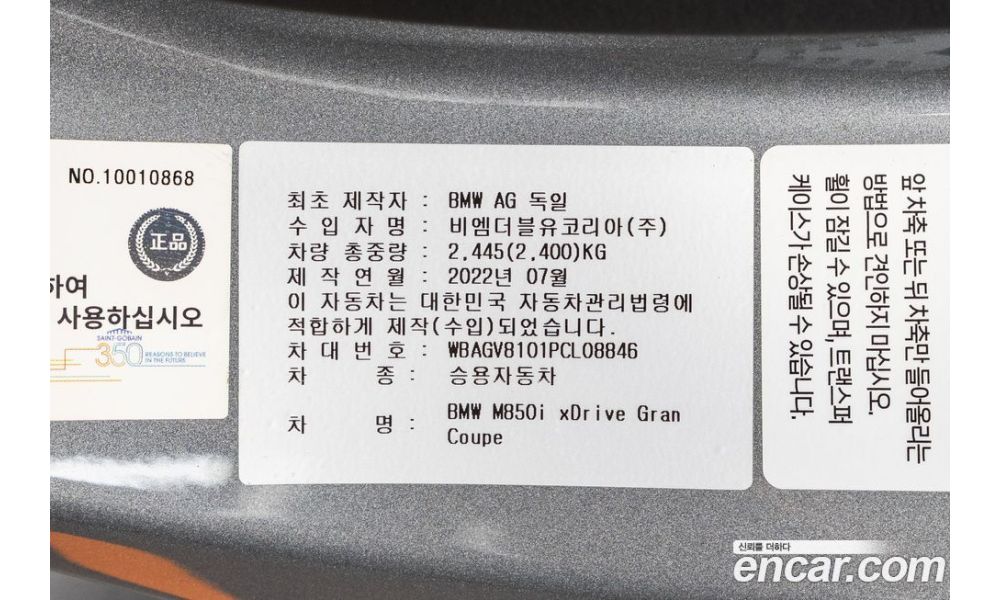 NO.10010868
正品
하여
사용하십시오
SAINT-GOBAIN
350 REASONS TO BELIEVE
IN THE FUTURE
최초 제작자 : BMW AG 독일
수 입 자 명 : 비엠더블유코리아(주)
차량 총중량 : 2,445(2,400)KG
제 작 연 월 : 2022년 07월
이 자동차는 대한민국 자동차관리법령에
적합하게 제작(수입)되었습니다.
차 대 번 호 : WBAGV8101PCL08846
차 종 : 승용자동차
차 명 : BMW M850i xDrive Gran
Coupe
앞 차축 또는 뒤 차축만 들어올리는
방법으로 견인하지 마십시오.
휠이 잠길 수 있으며, 트랜스퍼
케이스가 손상될 수 있습니다.
신뢰를 더하다
encar.com